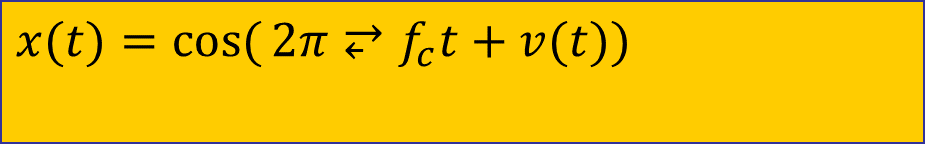 x(t) = cos( 2π ⇄ f_c t + v(t))